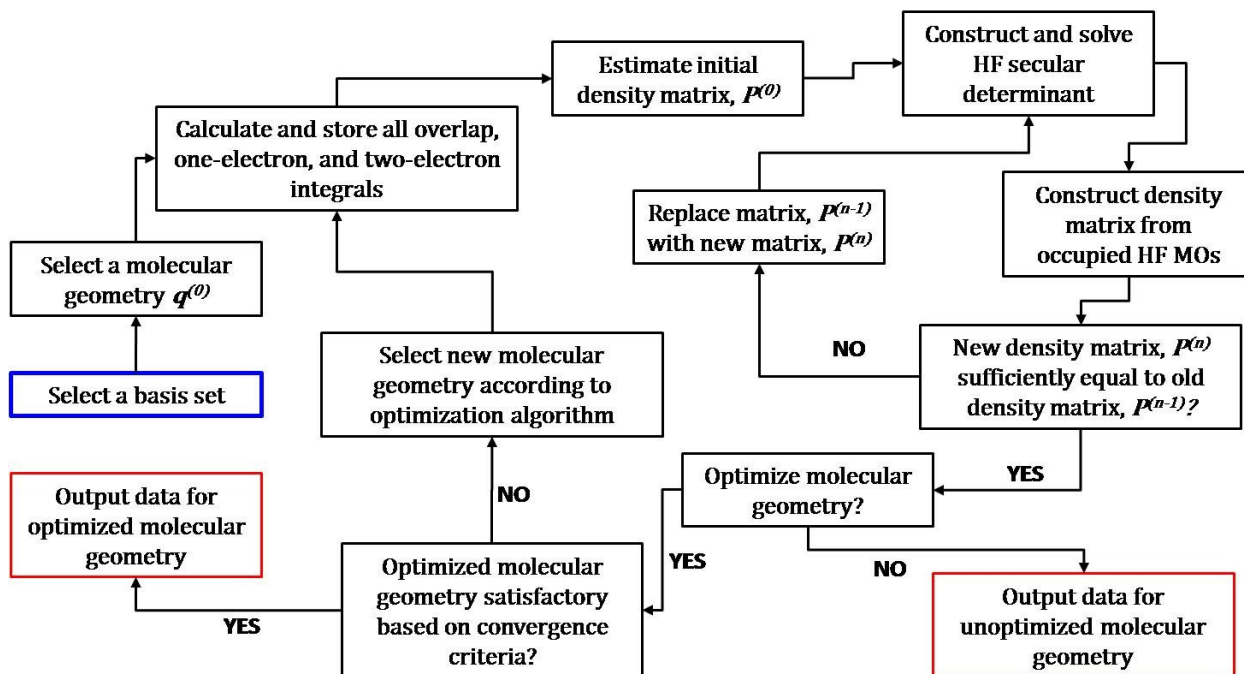 Estimate initial
density matrix, P(0)
Construct and solve
HF secular
determinant
Calculate and store all overlap,
one-electron, and two-electron
integrals
Replace matrix, P(n-1)
with new matrix, P(n)
Construct density
matrix from
occupied HF MOs
Select a molecular
geometry q(0)
Select new molecular
geometry according to
optimization algorithm
NO
New density matrix, P(n)
sufficiently equal to old
density matrix, P(n-1)?
Select a basis set
YES
Optimize molecular
geometry?
Output data for
optimized molecular
geometry
NO
YES
NO
Optimized molecular
geometry satisfactory
based on convergence
criteria?
YES
Output data for
unoptimized molecular
geometry